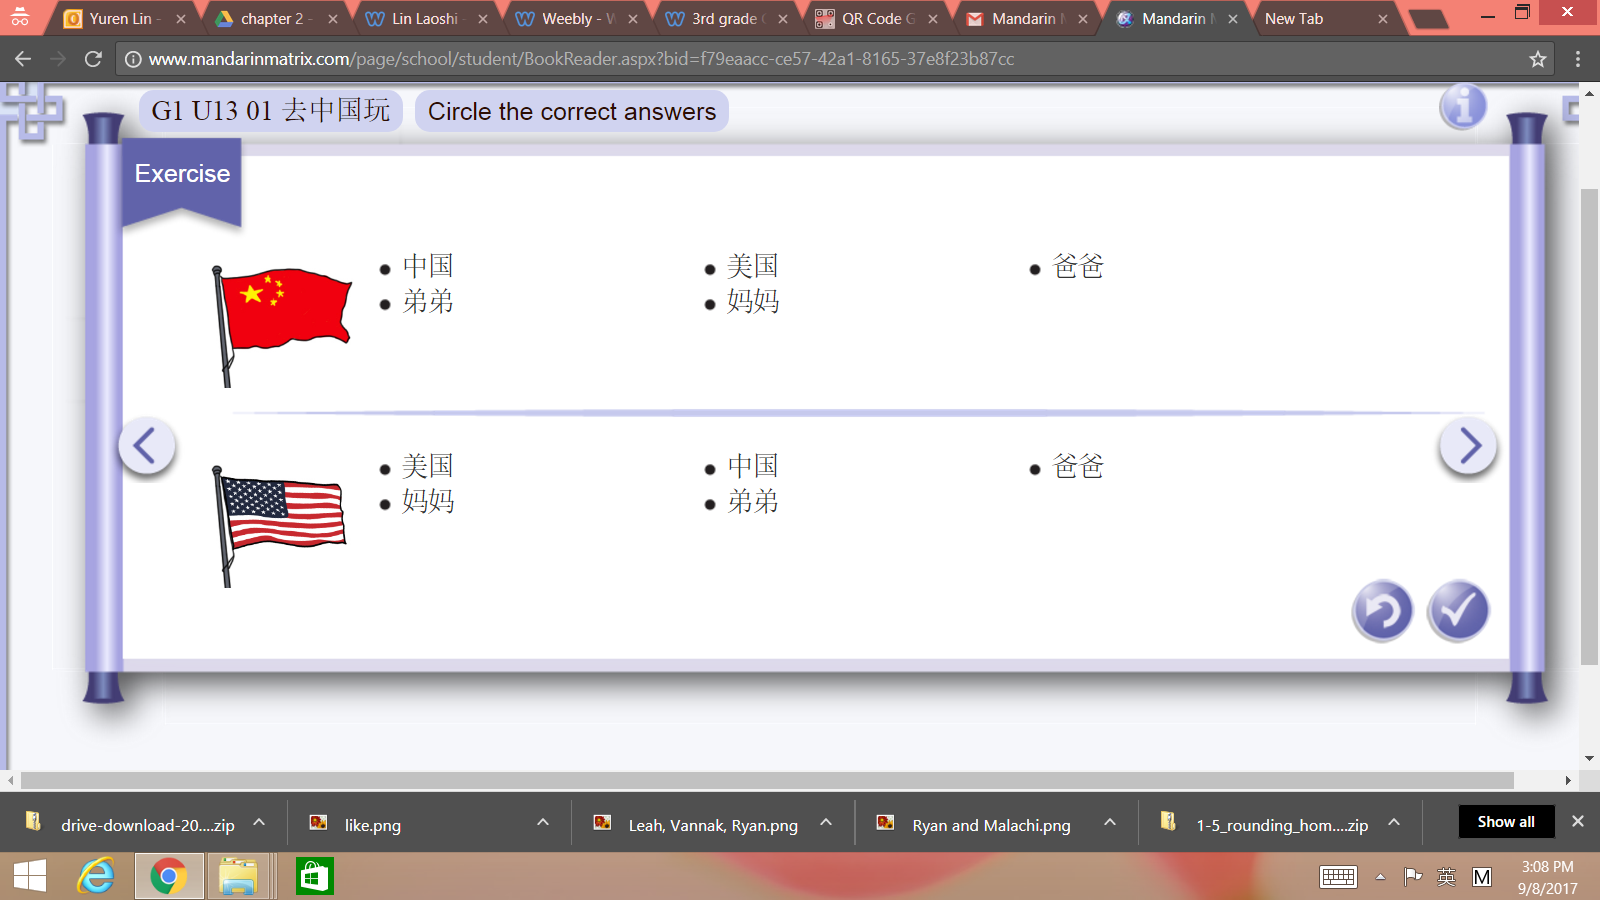 Yuren Lin -
chapter 2 -
Lin Laoshi -
Weebly - W
3rd grade
QR Code G
Mandarin M
Mandarin M
New Tab
www.mandarinmatrix.com/page/school/student/BookReader.aspx?bid=f79eaacc-ce57-42a1-8165-37e8f23b87cc
G1 U13 01 去中国玩
Circle the correct answers
Exercise
中国 美国 爸爸
弟弟 妈妈
美国 中国 爸爸
妈妈 弟弟
drive-download-20....zip
like.png
Leah, Vannak, Ryan.png
Ryan and Malachi.png
1-5_rounding_hom....zip
Show all
英
M
3:08 PM
9/8/2017